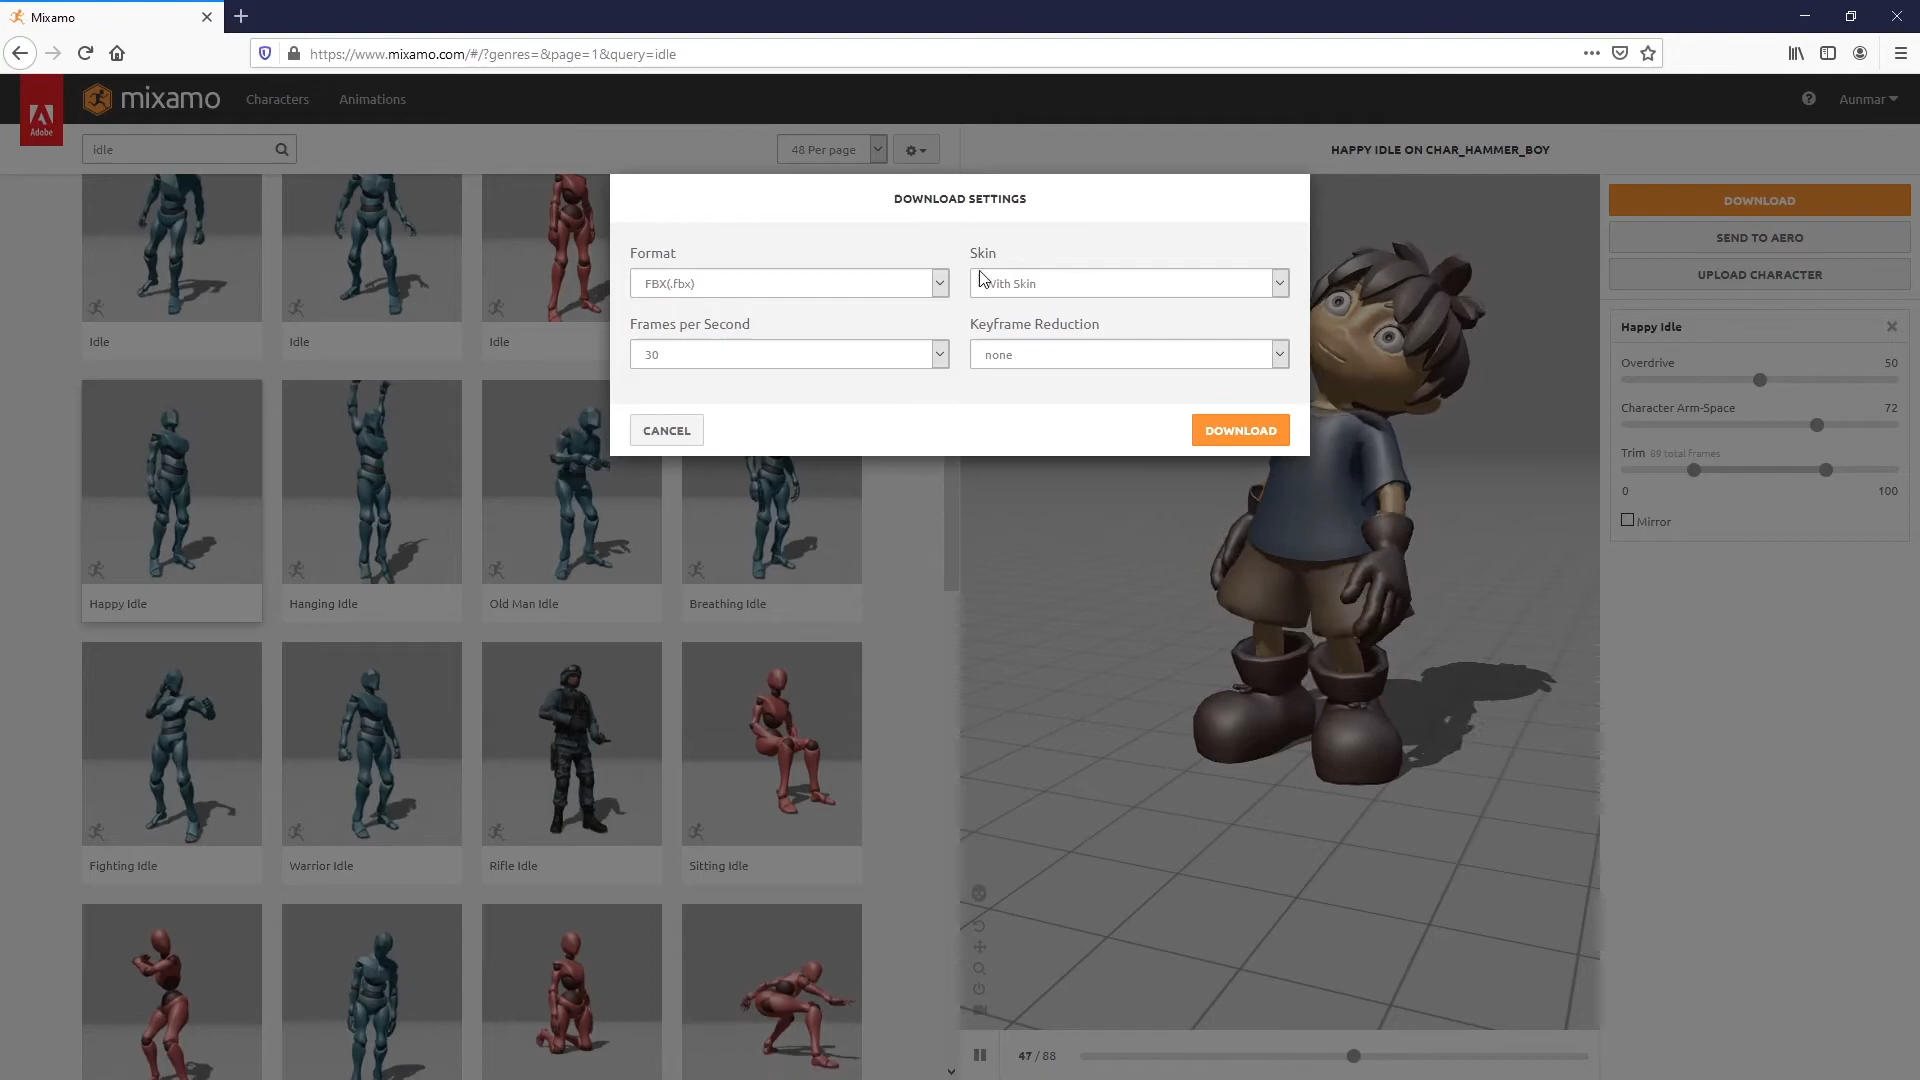 Mixamo
https://www.mixamo.com/#/?genres=&page=1&query=idle
Adobe
mixamo
Characters
Animations
Aunmar
idle
48 Per page
HAPPY IDLE ON CHAR_HAMMER_BOY
DOWNLOAD SETTINGS
Format
Skin
FBX(.fbx)
With Skin
Frames per Second
Keyframe Reduction
30
none
CANCEL
DOWNLOAD
DOWNLOAD
SEND TO AERO
UPLOAD CHARACTER
Happy Idle
Overdrive
50
Character Arm-Space
72
Trim 89 total frames
0
100
Mirror
Idle
Idle
Idle
Happy Idle
Hanging Idle
Old Man Idle
Breathing Idle
Fighting Idle
Warrior Idle
Rifle Idle
Sitting Idle
47 / 88